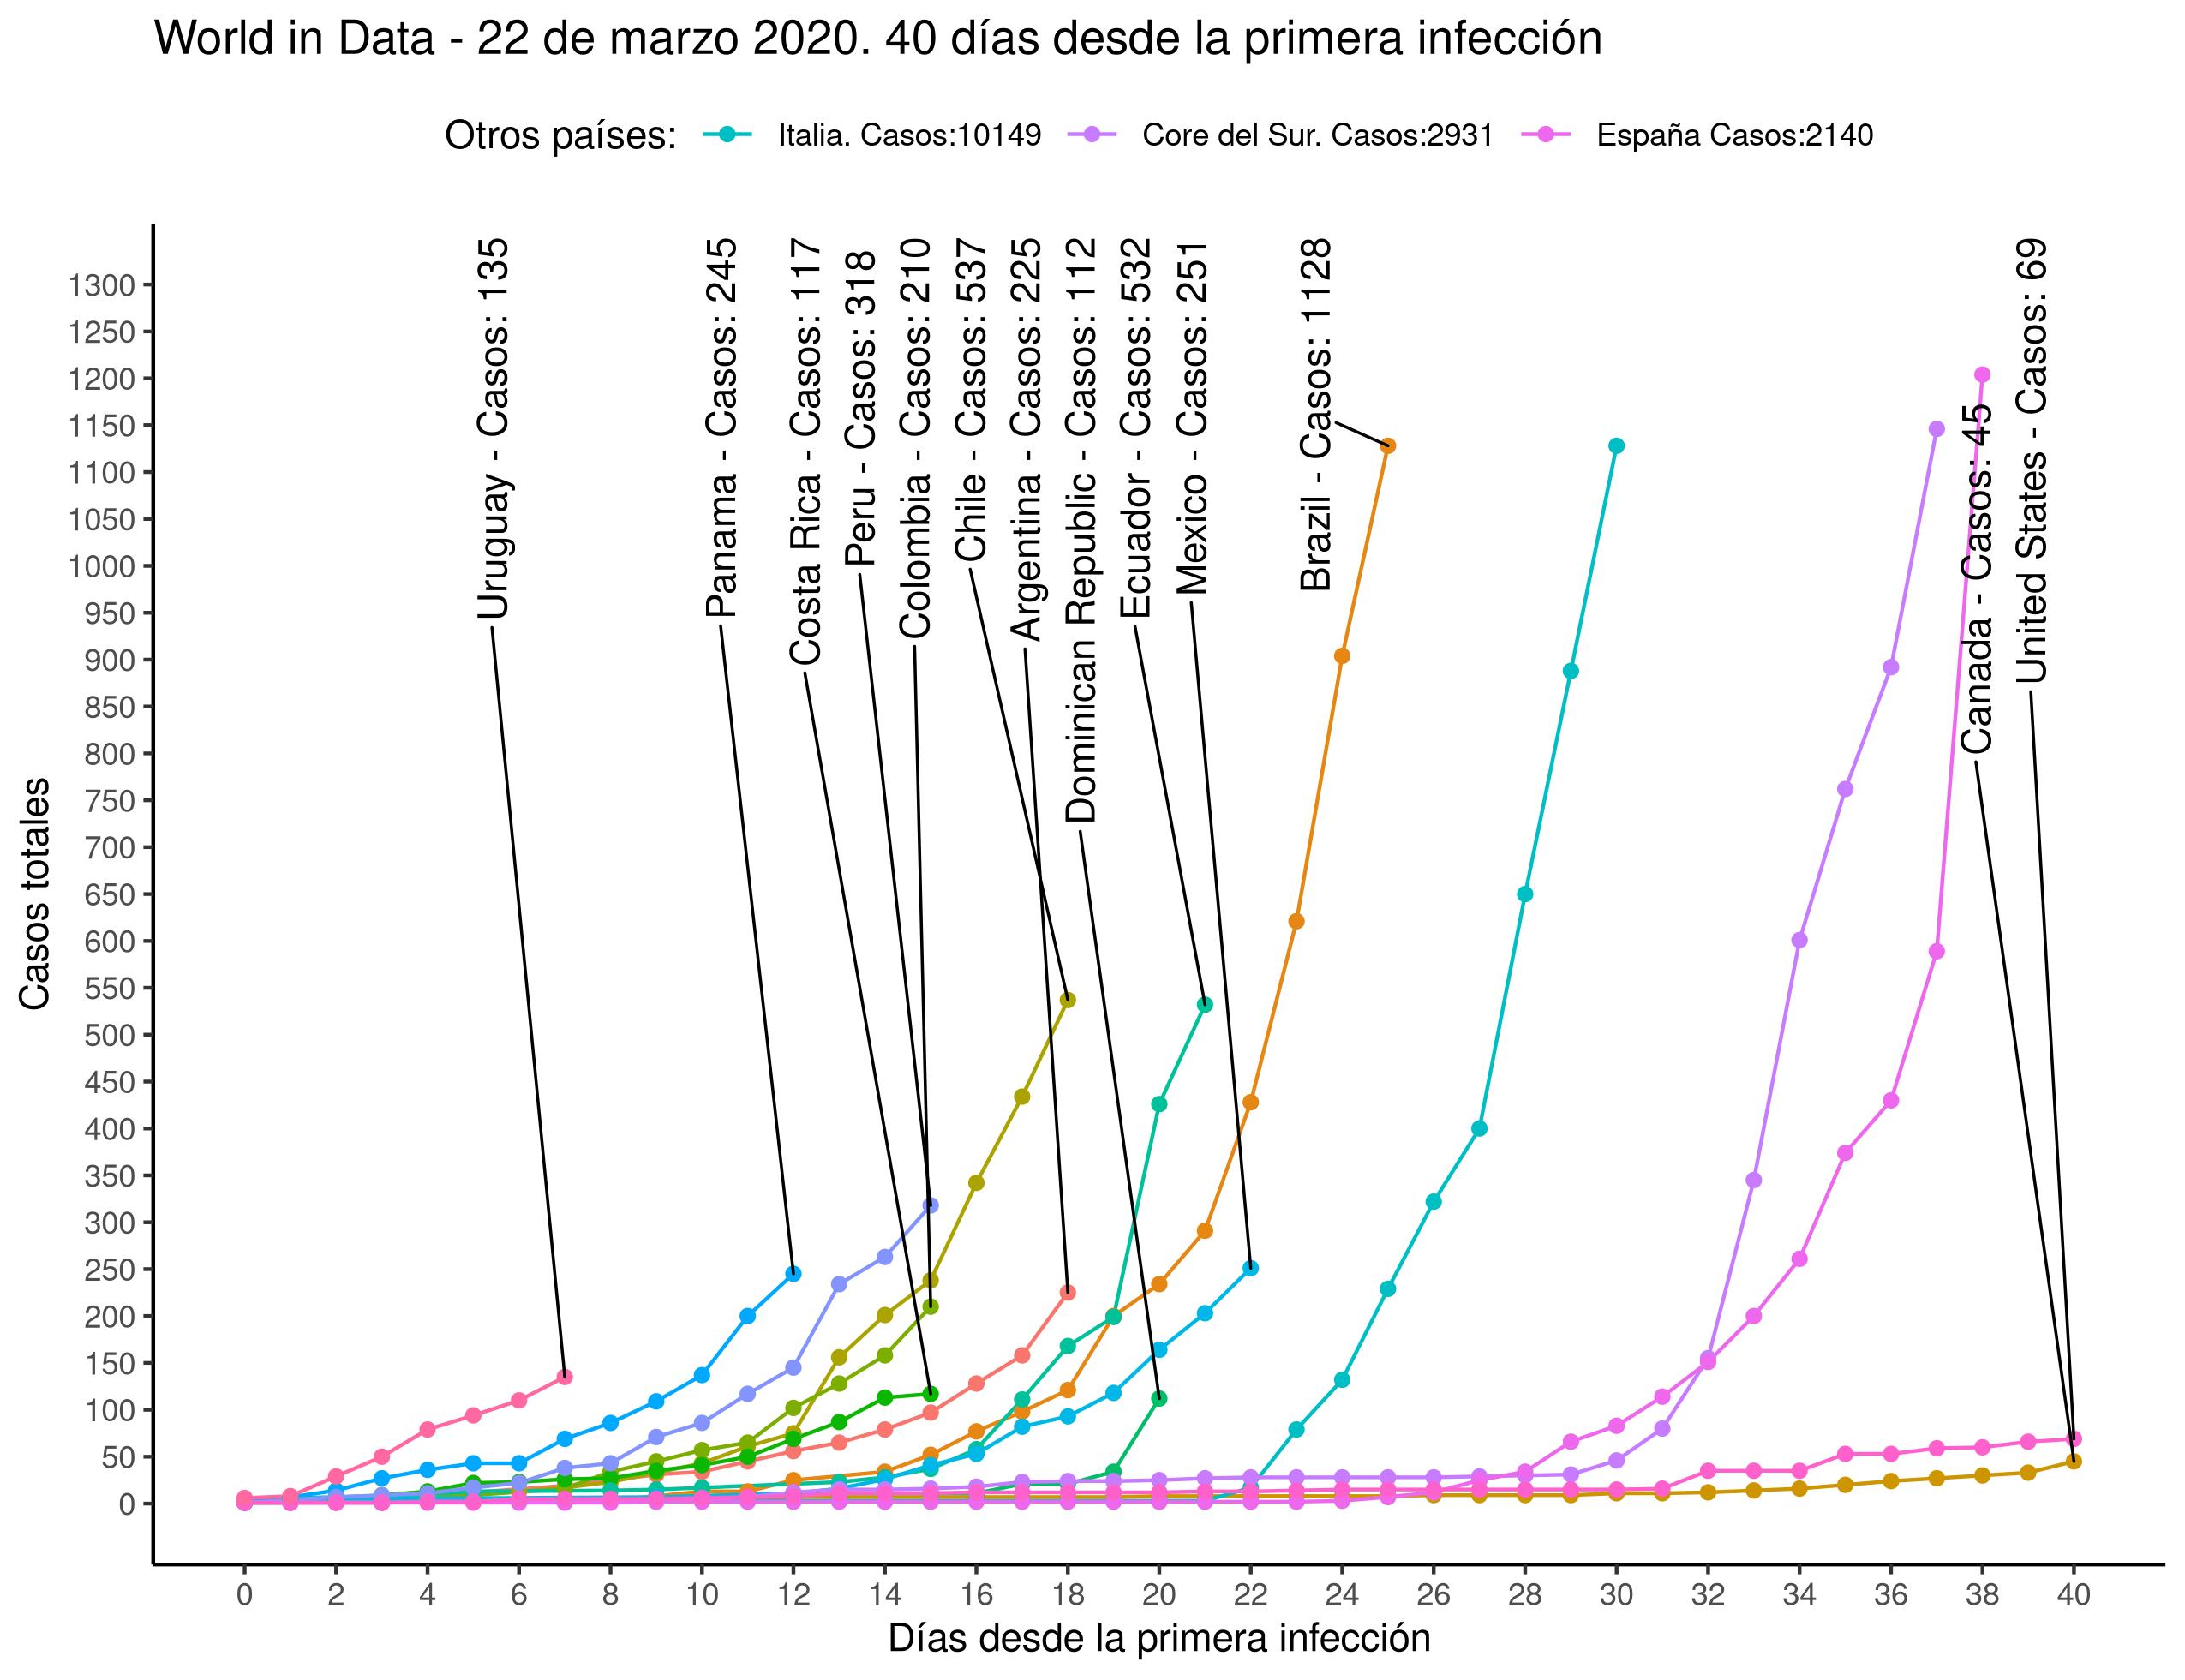 World in Data - 22 de marzo 2020. 40 días desde la primera infección
Otros países: Italia. Casos:10149 Core del Sur. Casos:2931 España Casos:2140
Uruguay - Casos: 135
Panama - Casos: 245
Costa Rica - Casos: 117
Peru - Casos: 318
Colombia - Casos: 210
Chile - Casos: 537
Argentina - Casos: 225
Dominican Republic - Casos: 112
Ecuador - Casos: 532
Mexico - Casos: 251
Brazil - Casos: 1128
Canada - Casos: 45
United States - Casos: 69
1300
1250
1200
1150
1100
1050
1000
950
900
850
800
750
700
650
600
550
500
450
400
350
300
250
200
150
100
50
0
Casos totales
0 2 4 6 8 10 12 14 16 18 20 22 24 26 28 30 32 34 36 38 40
Días desde la primera infección